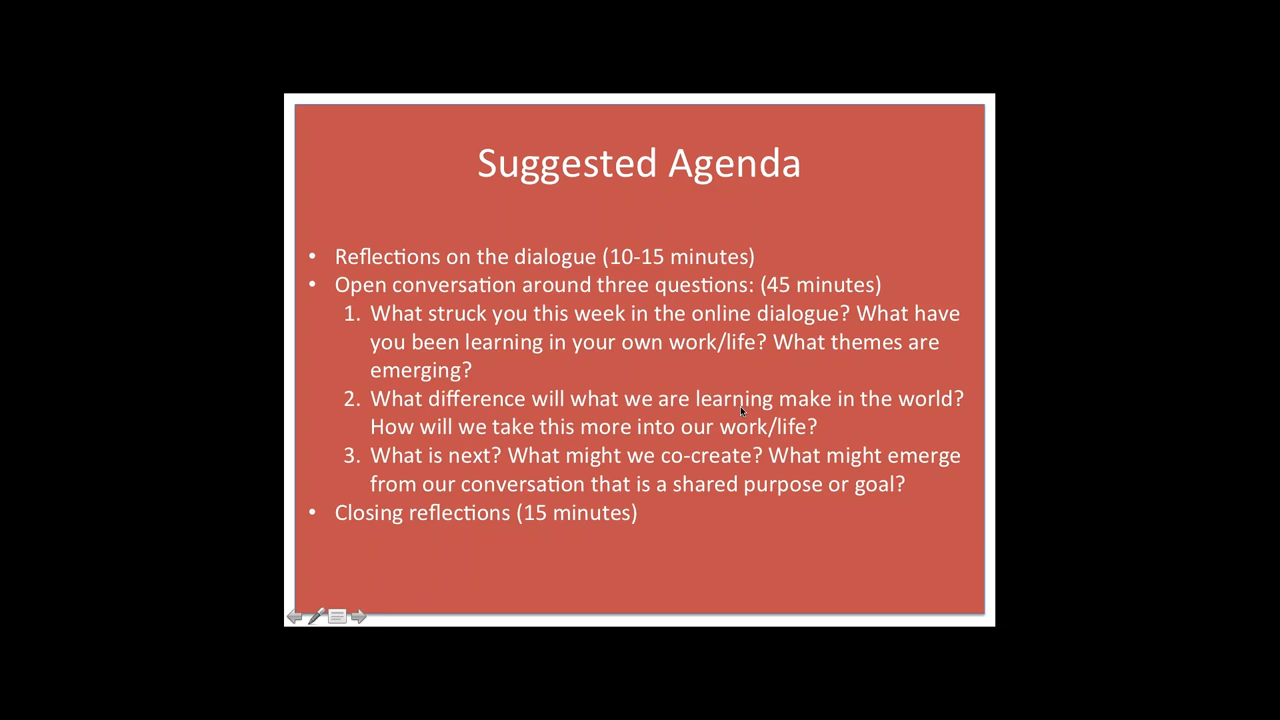 Suggested Agenda
• Reflections on the dialogue (10-15 minutes)
• Open conversation around three questions: (45 minutes)
1. What struck you this week in the online dialogue? What have
you been learning in your own work/life? What themes are
emerging?
2. What difference will what we are learning make in the world?
How will we take this more into our work/life?
3. What is next? What might we co-create? What might emerge
from our conversation that is a shared purpose or goal?
• Closing reflections (15 minutes)